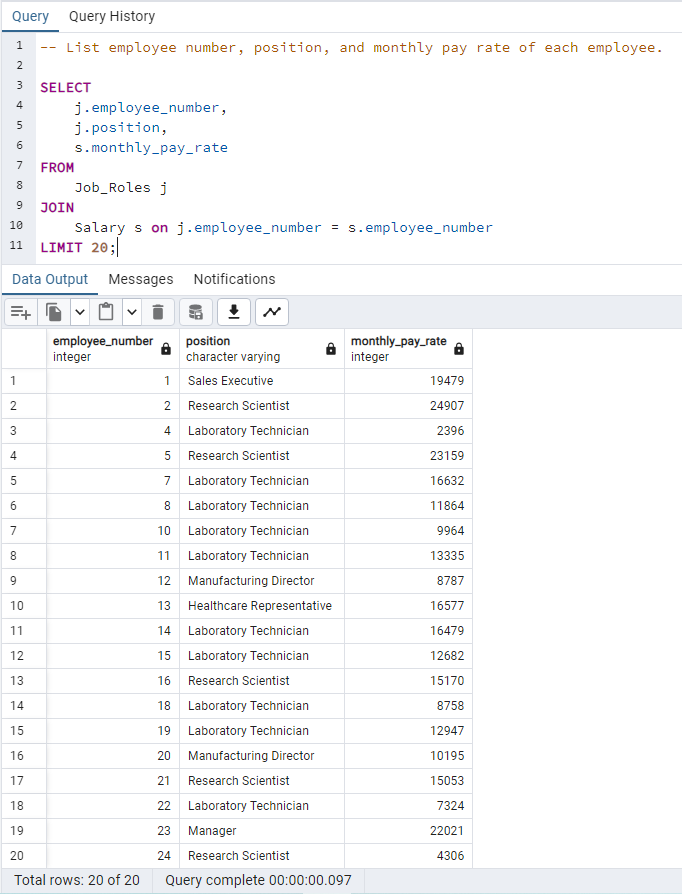 Query Query History
1 -- List employee number, position, and monthly pay rate of each employee.
2
3 SELECT
4 j.employee_number,
5 j.position,
6 s.monthly_pay_rate
7 FROM
8 Job_Roles j
9 JOIN
10 Salary s on j.employee_number = s.employee_number
11 LIMIT 20;
Data Output Messages Notifications
employee_number position monthly_pay_rate
integer character varying integer
1 1 Sales Executive 19479
2 2 Research Scientist 24907
3 4 Laboratory Technician 2396
4 5 Research Scientist 23159
5 7 Laboratory Technician 16632
6 8 Laboratory Technician 11864
7 10 Laboratory Technician 9964
8 11 Laboratory Technician 13335
9 12 Manufacturing Director 8787
10 13 Healthcare Representative 16577
11 14 Laboratory Technician 16479
12 15 Laboratory Technician 12682
13 16 Research Scientist 15170
14 18 Laboratory Technician 8758
15 19 Laboratory Technician 12947
16 20 Manufacturing Director 10195
17 21 Research Scientist 15053
18 22 Laboratory Technician 7324
19 23 Manager 22021
20 24 Research Scientist 4306
Total rows: 20 of 20 Query complete 00:00:00.097